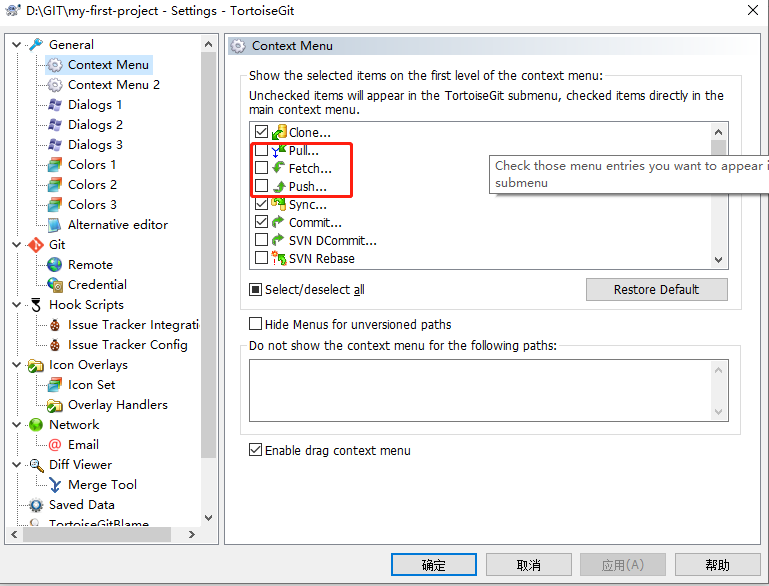 D:\GIT\my-first-project - Settings - TortoiseGit
General
Context Menu
Context Menu 2
Dialogs 1
Dialogs 2
Dialogs 3
Colors 1
Colors 2
Colors 3
Alternative editor
Git
Remote
Credential
Hook Scripts
Issue Tracker Integrati
Issue Tracker Config
Icon Overlays
Icon Set
Overlay Handlers
Network
Email
Diff Viewer
Merge Tool
Saved Data
TortoiseGitBlame
Context Menu
Show the selected items on the first level of the context menu:
Unchecked items will appear in the TortoiseGit submenu, checked items directly in the
main context menu.
Clone...
Pull...
Fetch...
Push...
Sync...
Commit...
SVN DCommit...
SVN Rebase
Check those menu entries you want to appear i
submenu
Select/deselect all
Restore Default
Hide Menus for unversioned paths
Do not show the context menu for the following paths:
Enable drag context menu
确定
取消
应用(A)
帮助